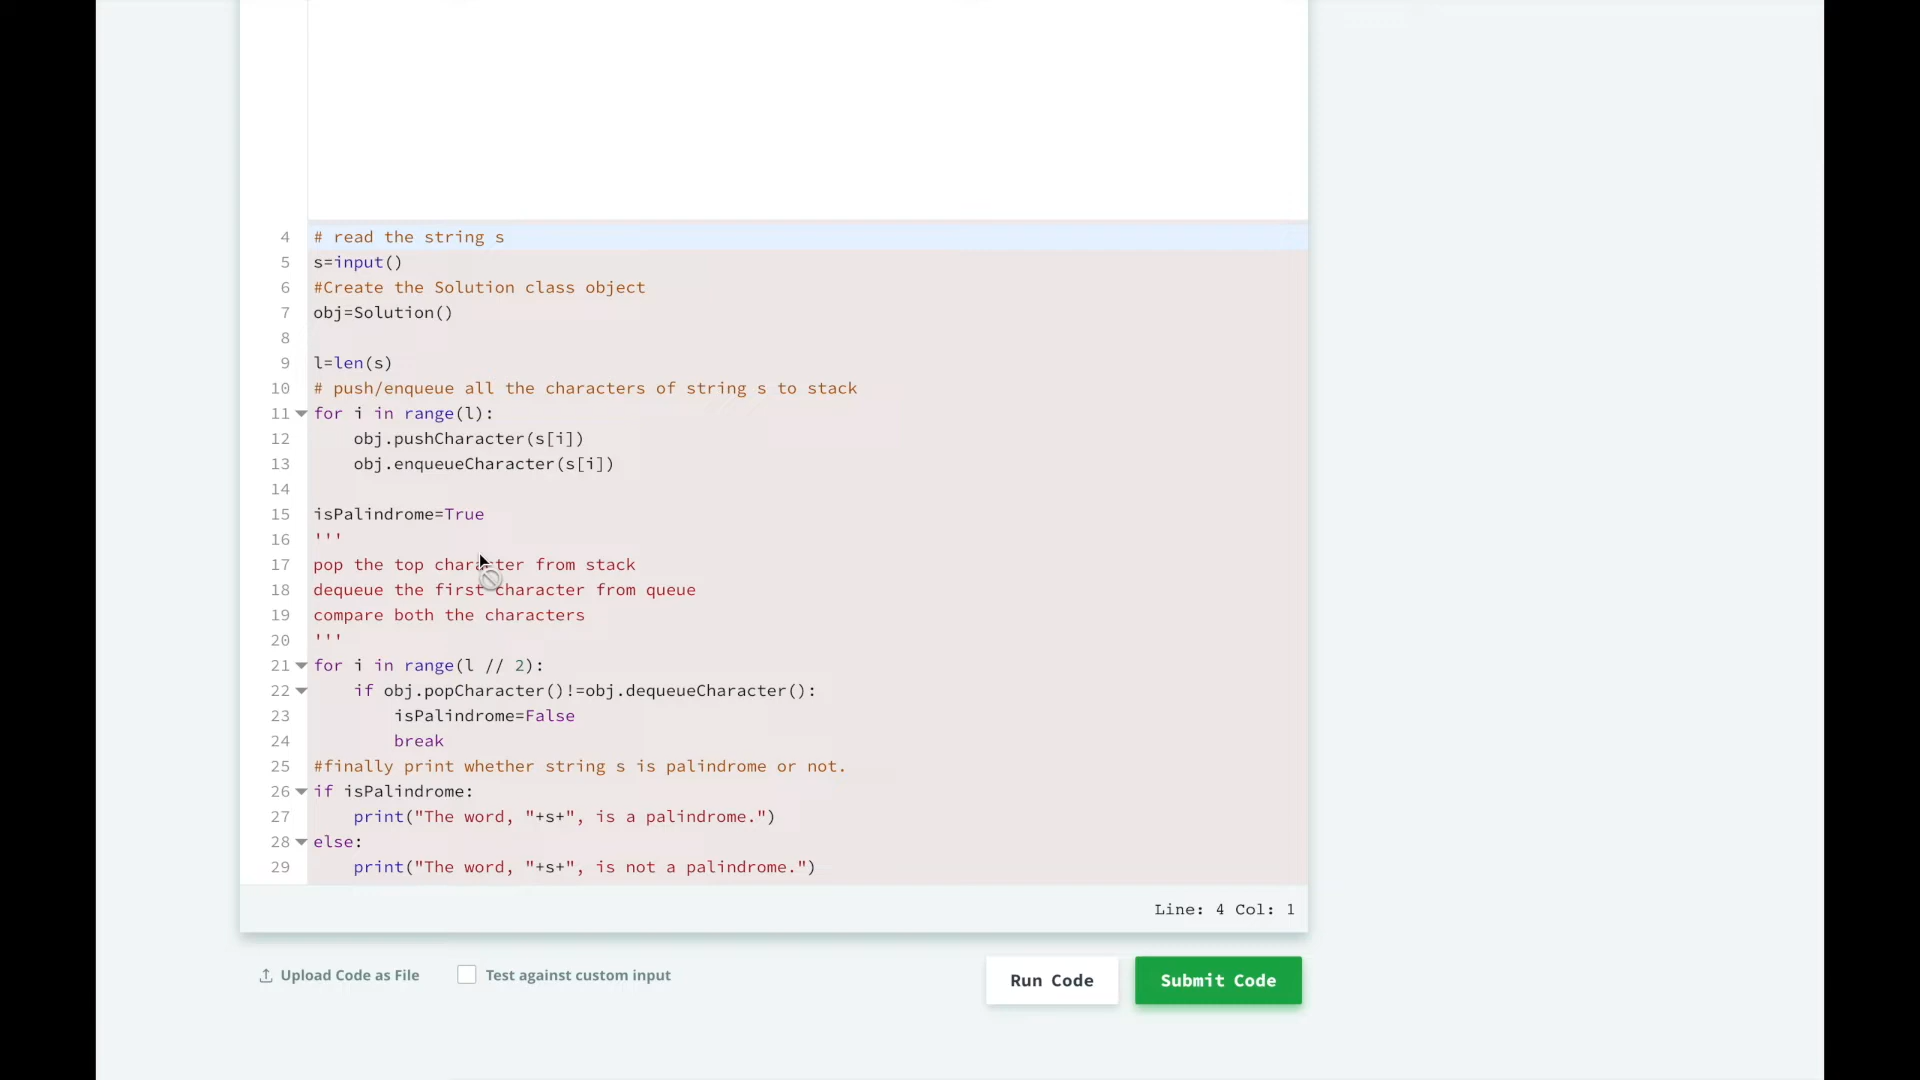 4 # read the string s
5 s=input()
6 #Create the Solution class object
7 obj=Solution()
8
9 l=len(s)
10 # push/enqueue all the characters of string s to stack
11 for i in range(l):
12     obj.pushCharacter(s[i])
13     obj.enqueueCharacter(s[i])
14
15 isPalindrome=True
16 '''
17 pop the top character from stack
18 dequeue the first character from queue
19 compare both the characters
20 '''
21 for i in range(l // 2):
22     if obj.popCharacter()!=obj.dequeueCharacter():
23         isPalindrome=False
24         break
25 #finally print whether string s is palindrome or not.
26 if isPalindrome:
27     print("The word, "+s+", is a palindrome.")
28 else:
29     print("The word, "+s+", is not a palindrome.")
Line: 4 Col: 1
Upload Code as File Test against custom input Run Code Submit Code